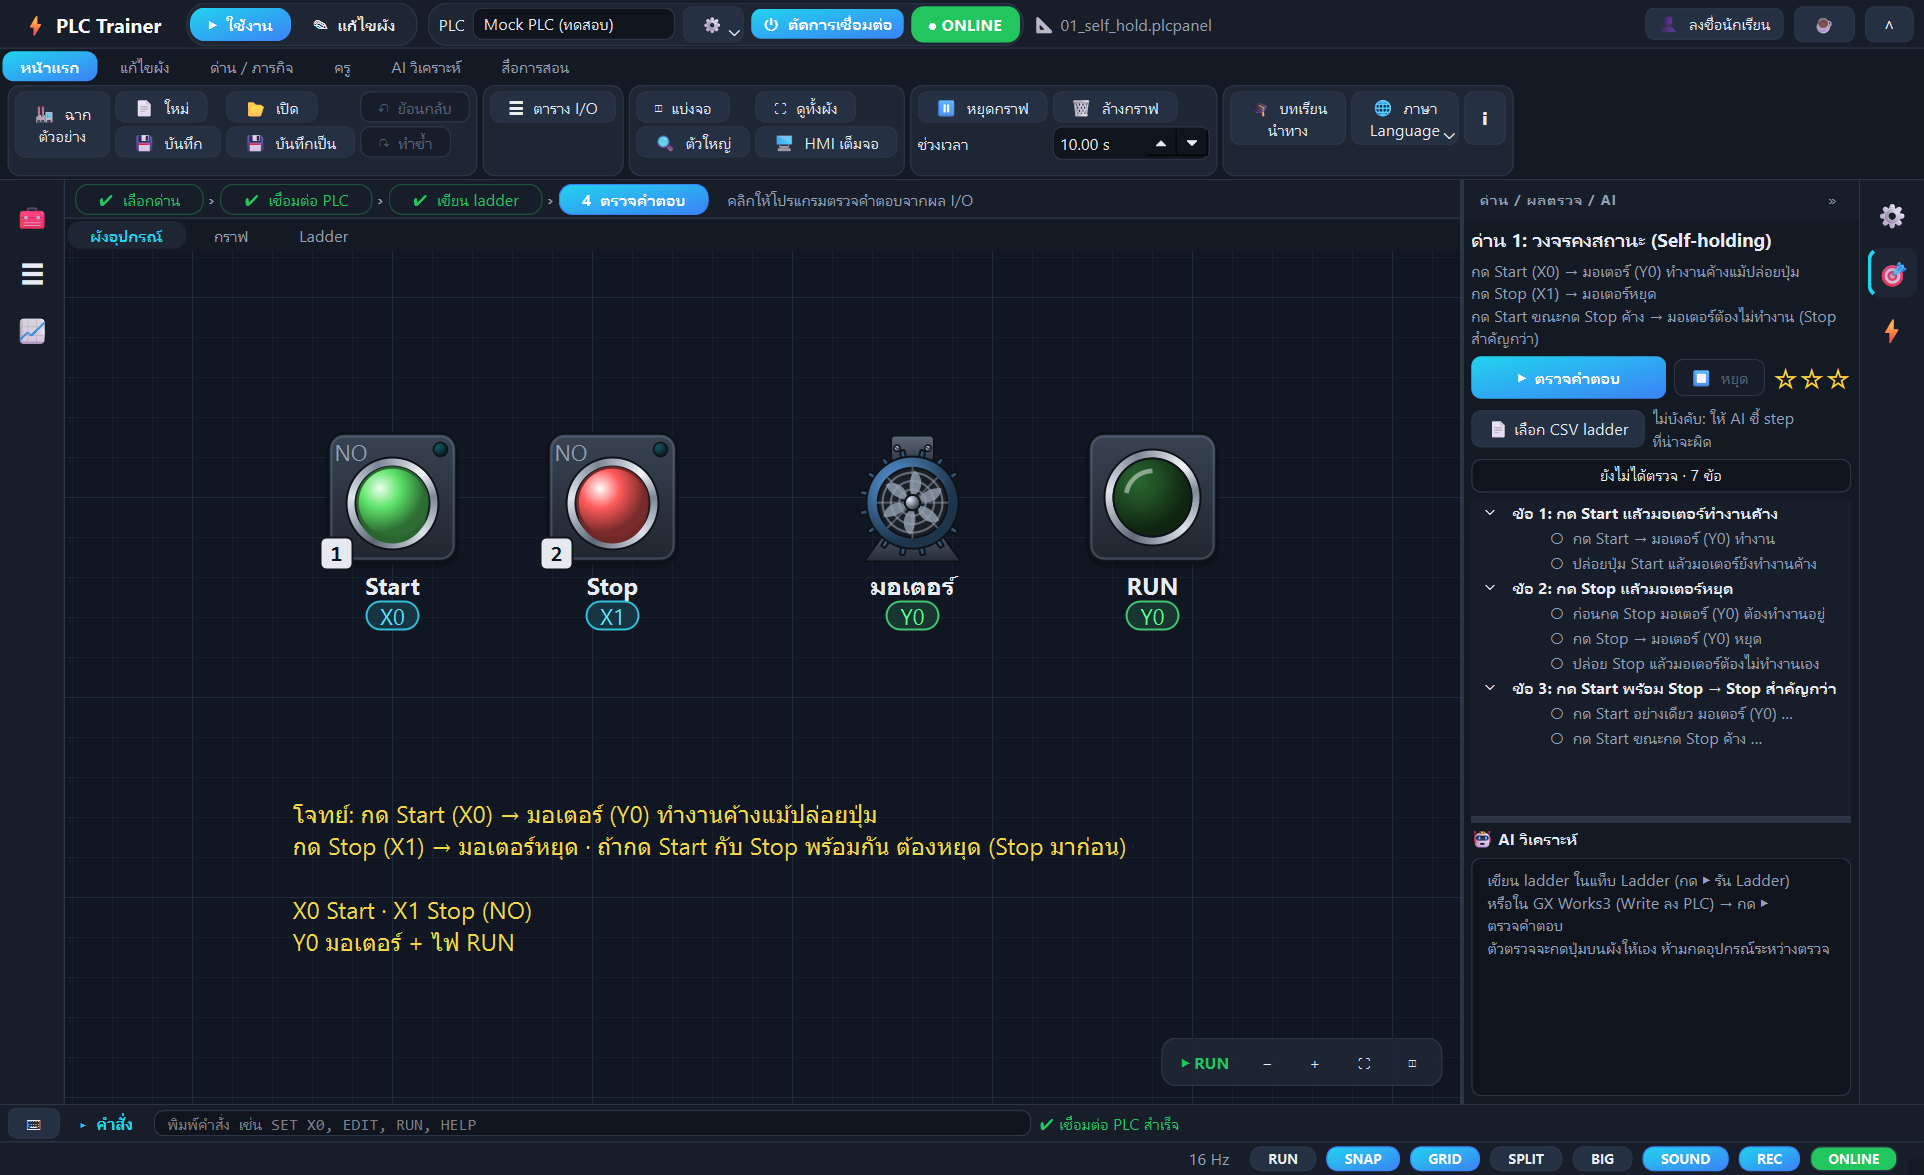 PLC Trainer
ใช้งาน
แก้ไขผัง
PLC
Mock PLC (ทดสอบ)
ตัดการเชื่อมต่อ
● ONLINE
01_self_hold.plcpanel
ลงชื่อนักเรียน
หน้าแรก
แก้ไขผัง
ด่าน / ภารกิจ
ครู
AI วิเคราะห์
สื่อการสอน
ฉาก
ตัวอย่าง
ใหม่
เปิด
บันทึก
บันทึกเป็น
ย้อนกลับ
ทำซ้ำ
ตาราง I/O
แบ่งจอ
ดูทั้งผัง
ตัวใหญ่
HMI เต็มจอ
หยุดกราฟ
ล้างกราฟ
ช่วงเวลา
10.00 s
บทเรียน
นำทาง
ภาษา
Language
i
✔ เลือกด่าน
›
✔ เชื่อมต่อ PLC
›
✔ เขียน ladder
›
4 ตรวจคำตอบ
คลิกให้โปรแกรมตรวจคำตอบจากผล I/O
ผังอุปกรณ์
กราฟ
Ladder
NO
1
Start
X0
NO
2
Stop
X1
มอเตอร์
Y0
RUN
Y0
โจทย์: กด Start (X0) → มอเตอร์ (Y0) ทำงานค้างแม้ปล่อยปุ่ม
กด Stop (X1) → มอเตอร์หยุด · ถ้ากด Start กับ Stop พร้อมกัน ต้องหยุด (Stop มาก่อน)
X0 Start · X1 Stop (NO)
Y0 มอเตอร์ + ไฟ RUN
▶ RUN
−
+
ด่าน / ผลตรวจ / AI
»
ด่าน 1: วงจรคงสถานะ (Self-holding)
กด Start (X0) → มอเตอร์ (Y0) ทำงานค้างแม้ปล่อยปุ่ม
กด Stop (X1) → มอเตอร์หยุด
กด Start ขณะกด Stop ค้าง → มอเตอร์ต้องไม่ทำงาน (Stop
สำคัญกว่า)
▶ ตรวจคำตอบ
หยุด
☆☆☆
เลือก CSV ladder
ไม่บังคับ: ให้ AI ชี้ step
ที่น่าจะผิด
ยังไม่ได้ตรวจ · 7 ข้อ
ข้อ 1: กด Start แล้วมอเตอร์ทำงานค้าง
○ กด Start → มอเตอร์ (Y0) ทำงาน
○ ปล่อยปุ่ม Start แล้วมอเตอร์ยังทำงานค้าง
ข้อ 2: กด Stop แล้วมอเตอร์หยุด
○ ก่อนกด Stop มอเตอร์ (Y0) ต้องทำงานอยู่
○ กด Stop → มอเตอร์ (Y0) หยุด
○ ปล่อย Stop แล้วมอเตอร์ต้องไม่ทำงานเอง
ข้อ 3: กด Start พร้อม Stop → Stop สำคัญกว่า
○ กด Start อย่างเดียว มอเตอร์ (Y0) ...
○ กด Start ขณะกด Stop ค้าง ...
AI วิเคราะห์
เขียน ladder ในแท็บ Ladder (กด ▶ รัน Ladder)
หรือใน GX Works3 (Write ลง PLC) → กด ▶
ตรวจคำตอบ
ตัวตรวจจะกดปุ่มบนผังให้เอง ห้ามกดอุปกรณ์ระหว่างตรวจ
▸ คำสั่ง
พิมพ์คำสั่ง เช่น SET X0, EDIT, RUN, HELP
✔ เชื่อมต่อ PLC สำเร็จ
16 Hz
RUN
SNAP
GRID
SPLIT
BIG
SOUND
REC
ONLINE